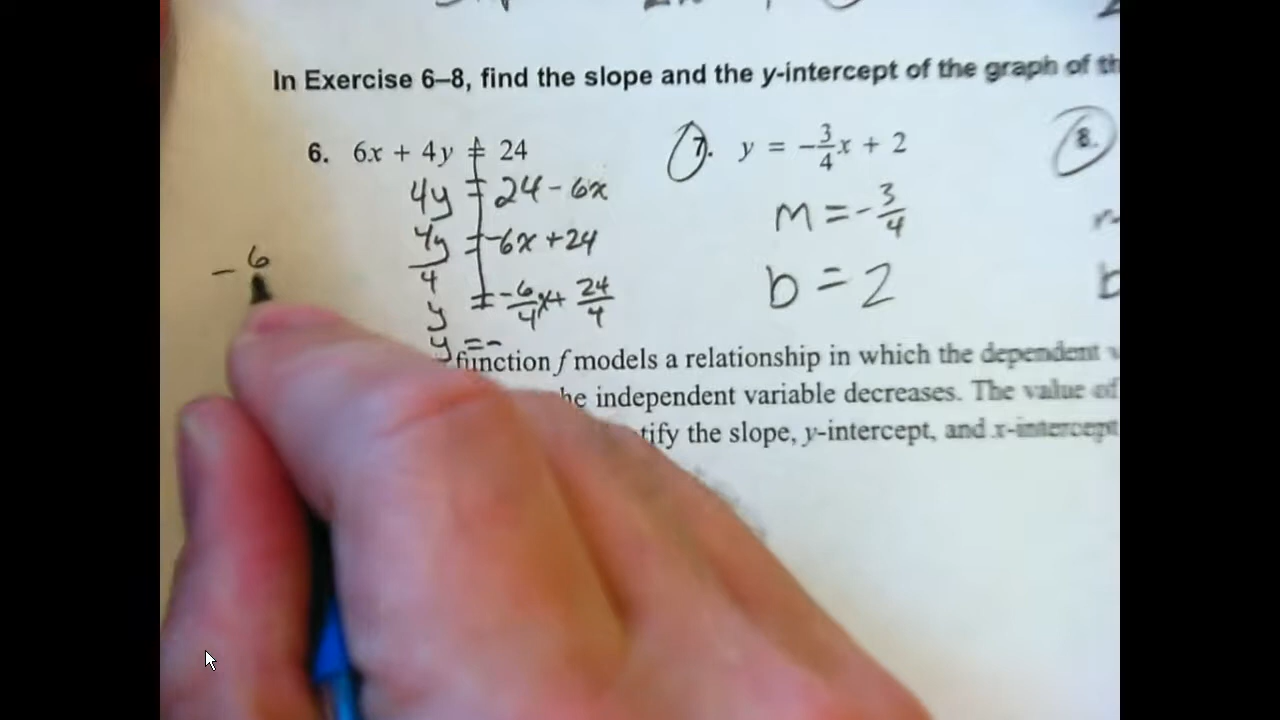 In Exercise 6–8, find the slope and the y-intercept of the graph of th
6. 6x + 4y = 24
4y = 24 - 6x
4y/4 = -6x + 24
y = -6/4 x + 24/4
y = -
- 6
7. y = -3/4 x + 2
m = -3/4
b = 2
8.
b
function f models a relationship in which the dependent v
he independent variable decreases. The value of
tify the slope, y-intercept, and x-intercept